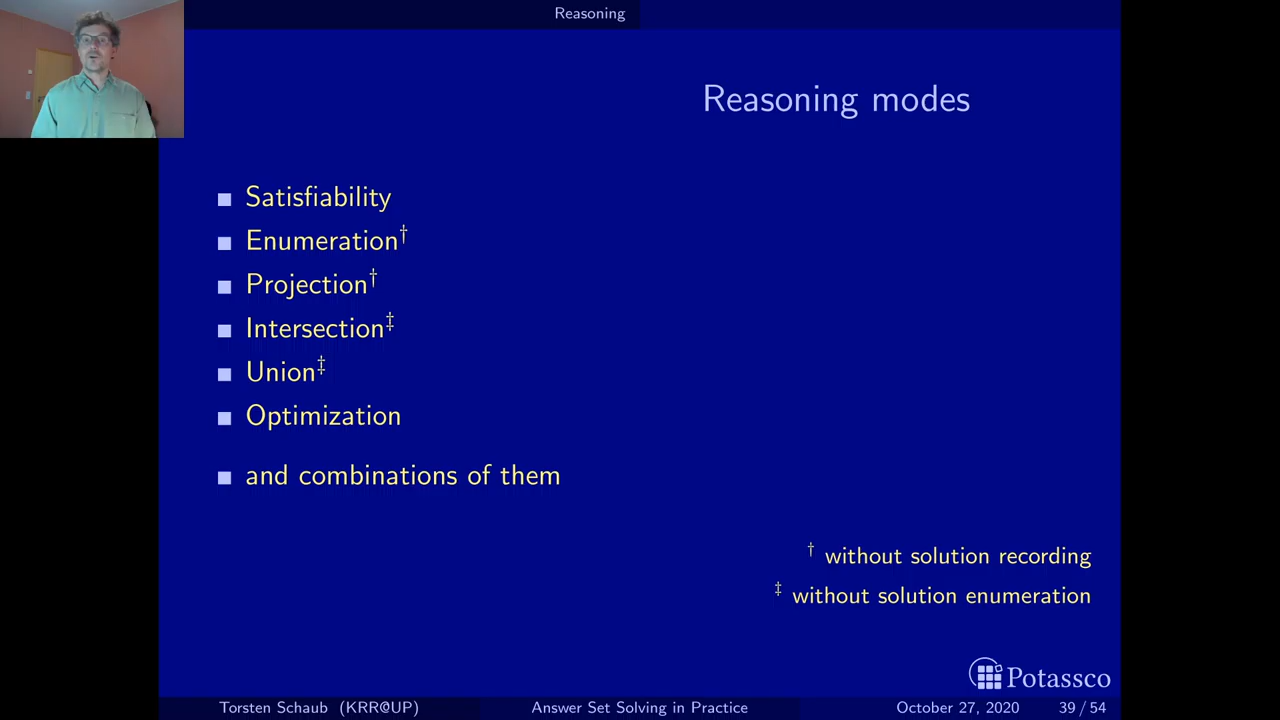 Reasoning
Reasoning modes
Satisfiability
Enumeration†
Projection†
Intersection‡
Union‡
Optimization
and combinations of them
† without solution recording
‡ without solution enumeration
Potassco
Torsten Schaub (KRR@UP) Answer Set Solving in Practice October 27, 2020 39 / 54